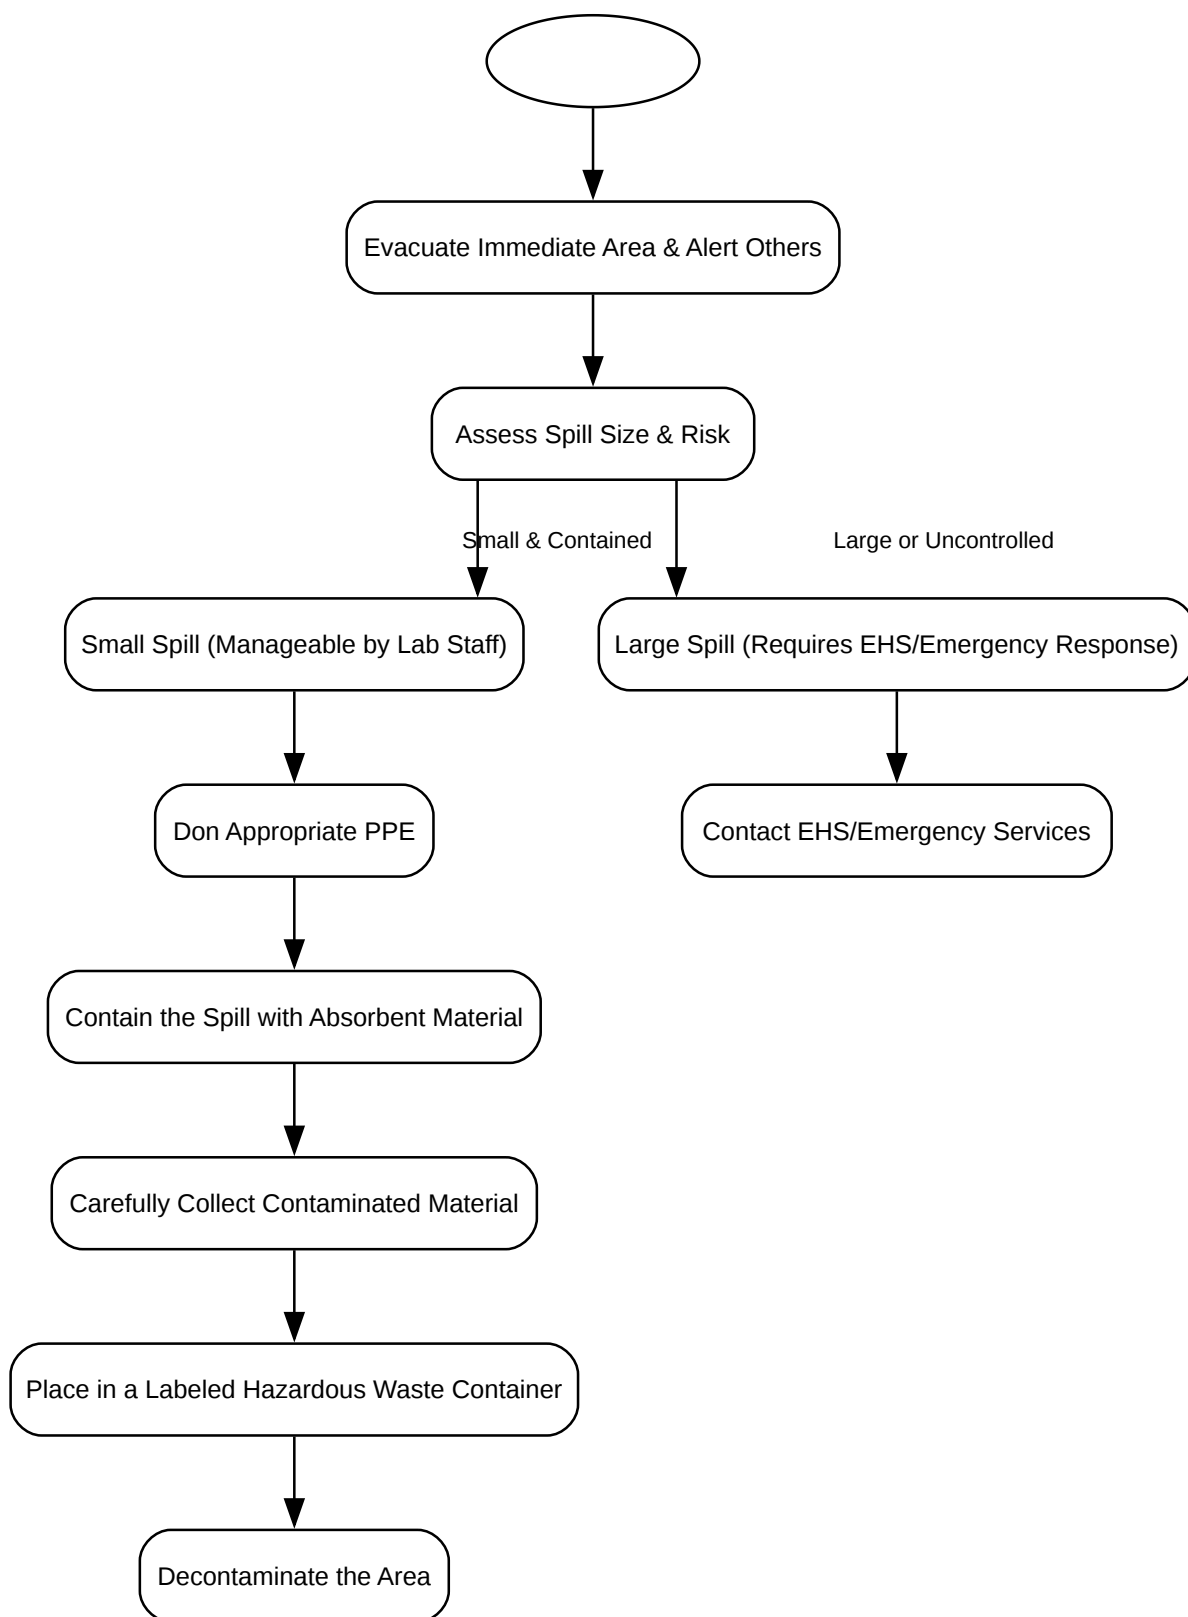 Evacuate Immediate Area & Alert Others
Assess Spill Size & Risk
Small & Contained
Large or Uncontrolled
Small Spill (Manageable by Lab Staff)
Large Spill (Requires EHS/Emergency Response)
Don Appropriate PPE
Contact EHS/Emergency Services
Contain the Spill with Absorbent Material
Carefully Collect Contaminated Material
Place in a Labeled Hazardous Waste Container
Decontaminate the Area